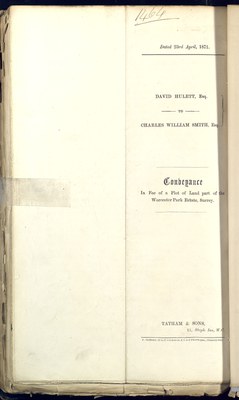 1464
Dated 23rd April, 1871.
DAVID HULETT, Esq.
TO
CHARLES WILLIAM SMITH, Esq.
Conveyance
In Fee of a Plot of Land part of the
Worcester Park Estate, Surrey.
TATHAM & SONS,